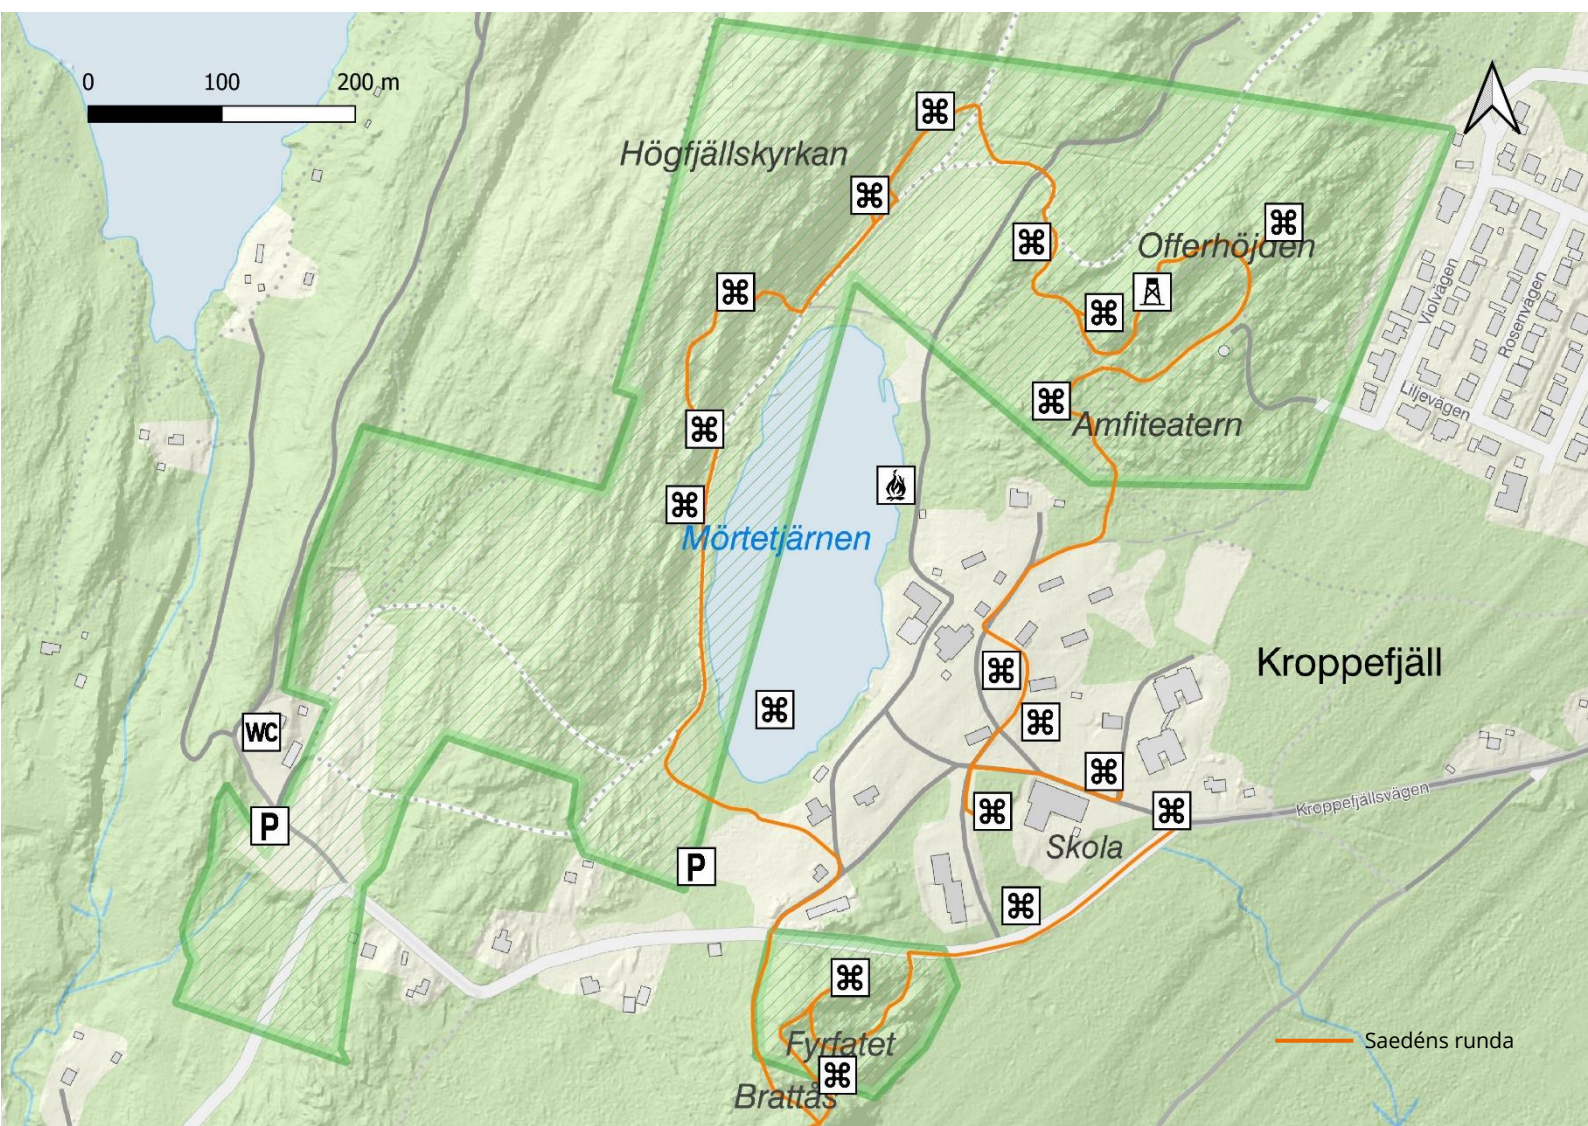 0 100 200 m
Högfjällskyrkan
Offerhöjden
Violvägen
Rosenvägen
Liljevägen
Amfiteatern
Mörtetjärnen
Kroppefjäll
WC
P
P
Kroppefjällsvägen
Skola
Fyrfatet
Brattås
Saedéns runda